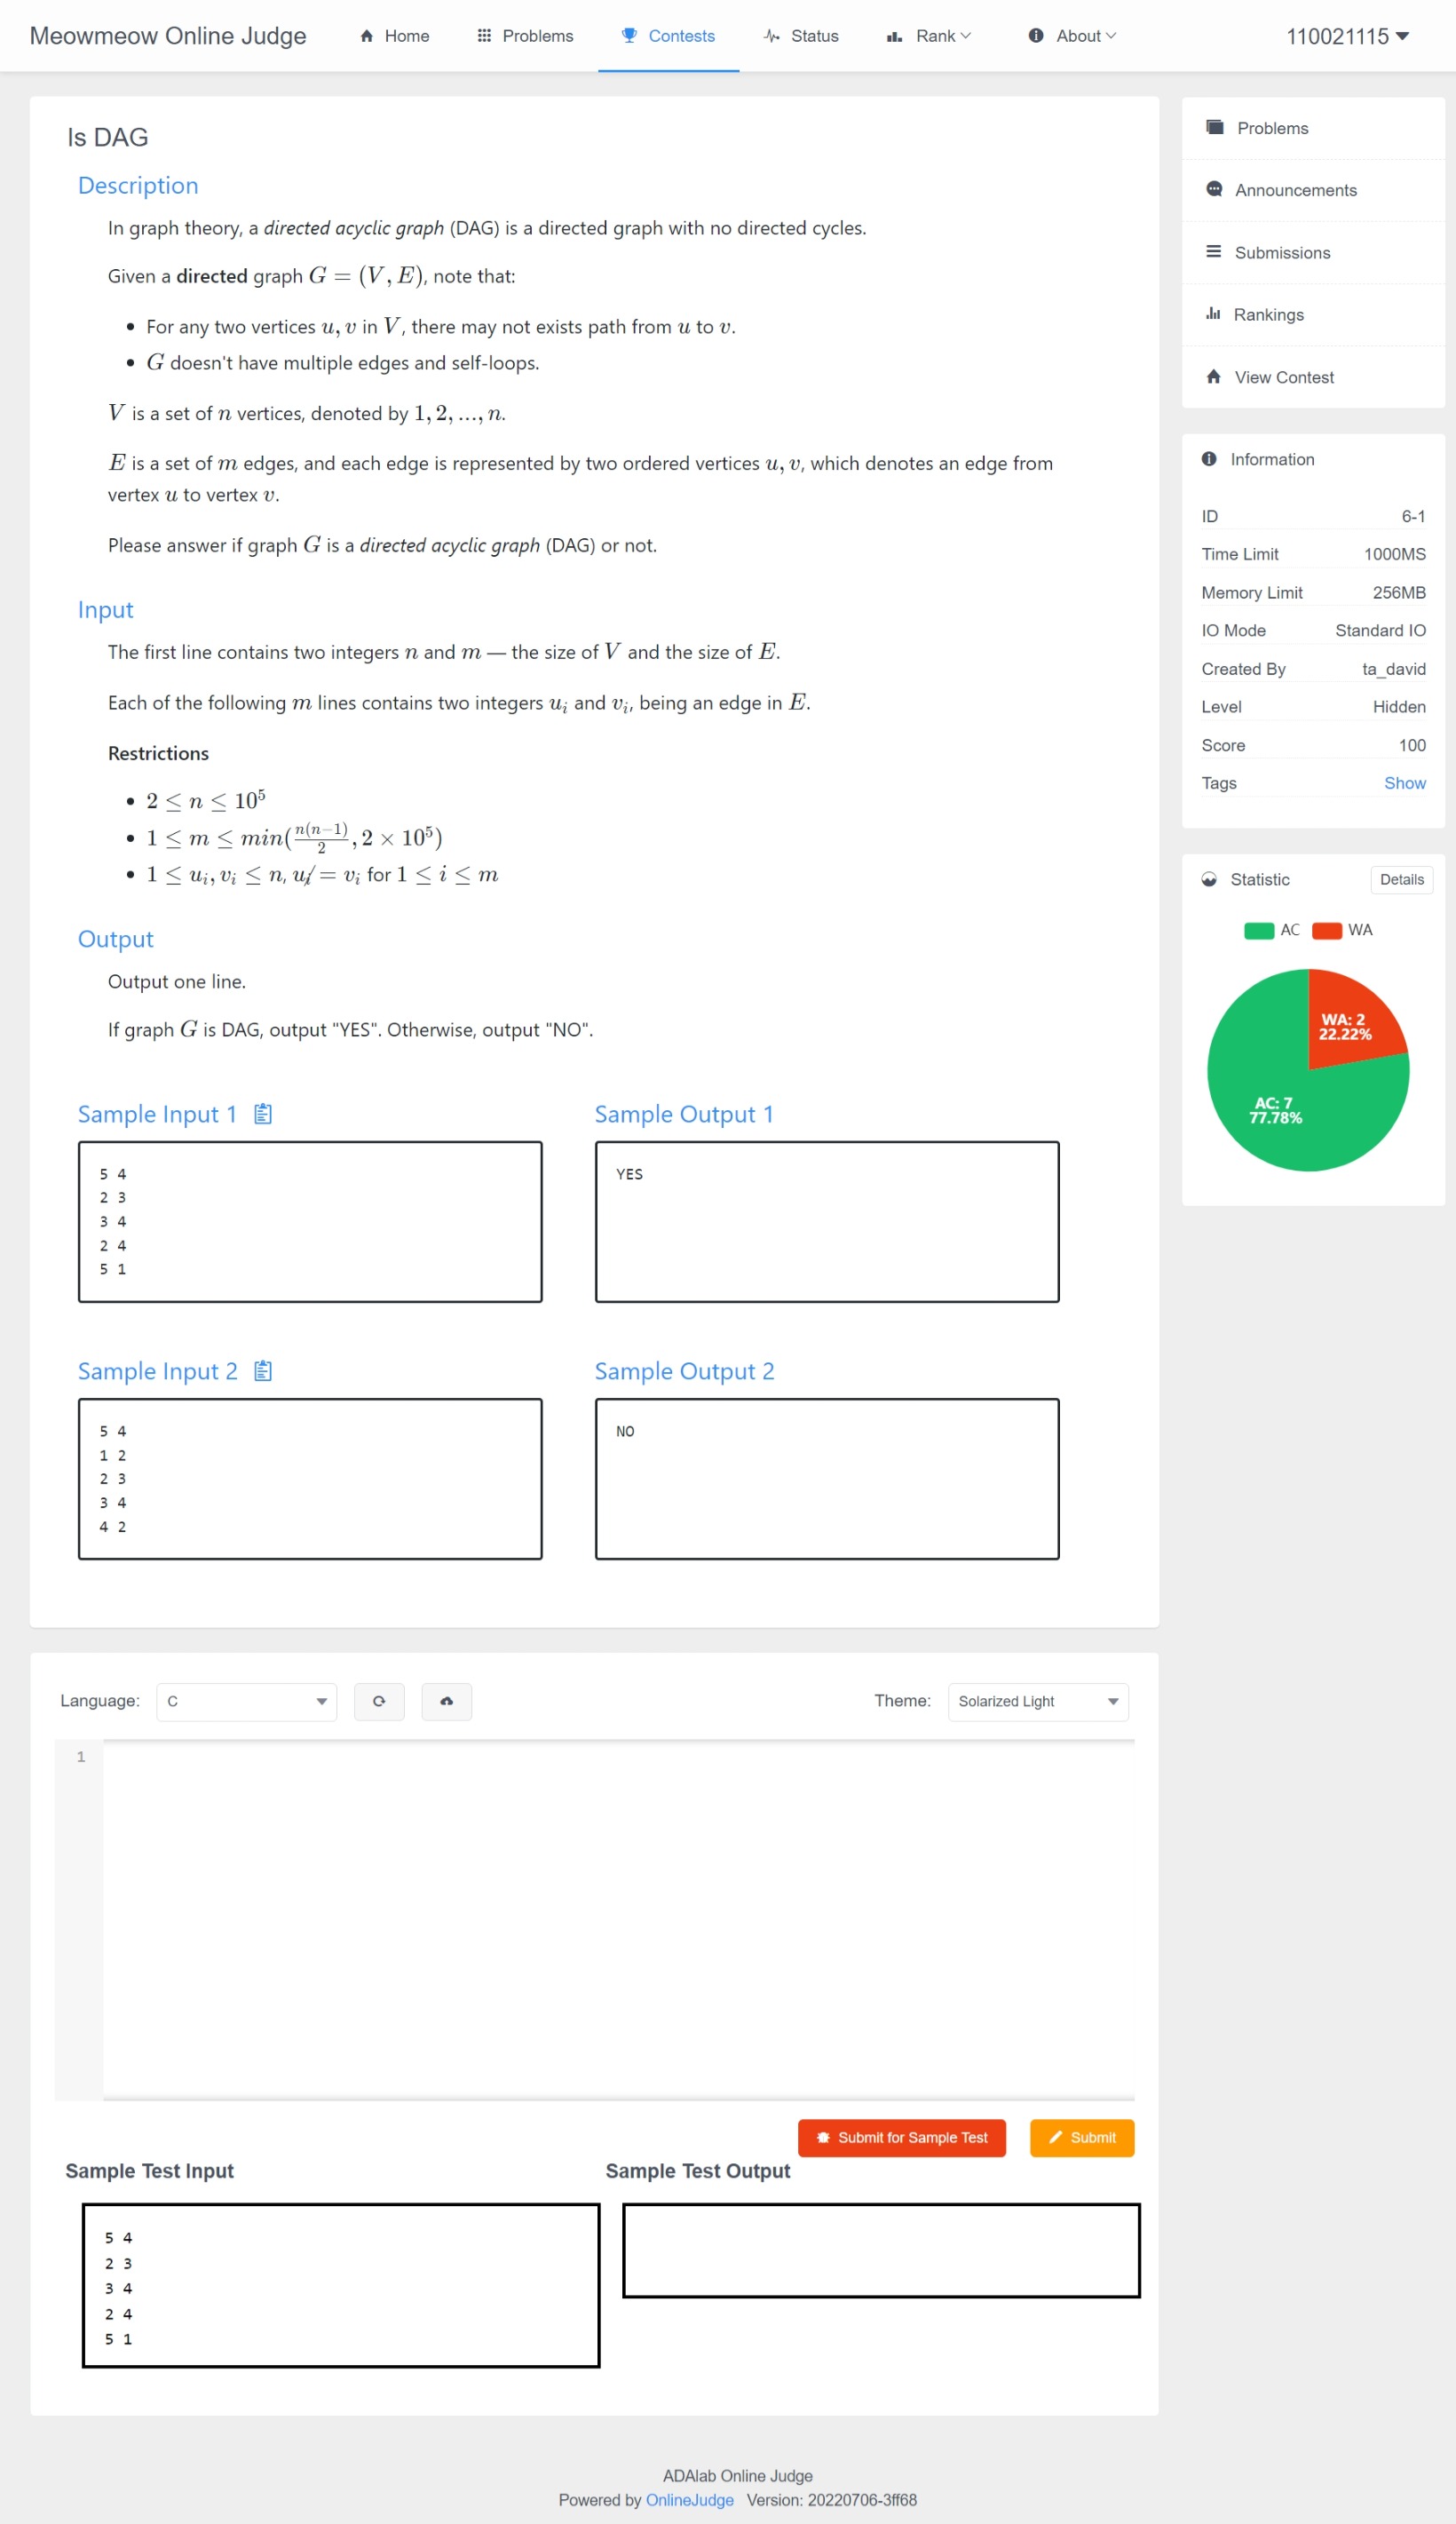 Meowmeow Online Judge
Home
Problems
Contests
Status
Rank
About
110021115
Is DAG
Description
In graph theory, a directed acyclic graph (DAG) is a directed graph with no directed cycles.
Given a directed graph G = (V, E), note that:
• For any two vertices u, v in V, there may not exists path from u to v.
• G doesn't have multiple edges and self-loops.
V is a set of n vertices, denoted by 1, 2, ..., n.
E is a set of m edges, and each edge is represented by two ordered vertices u, v, which denotes an edge from
vertex u to vertex v.
Please answer if graph G is a directed acyclic graph (DAG) or not.
Input
The first line contains two integers n and m — the size of V and the size of E.
Each of the following m lines contains two integers u_i and v_i, being an edge in E.
Restrictions
• 2 ≤ n ≤ 10^5
• 1 ≤ m ≤ min(n(n−1)/2, 2 × 10^5)
• 1 ≤ u_i, v_i ≤ n, u_i ≠ v_i for 1 ≤ i ≤ m
Output
Output one line.
If graph G is DAG, output "YES". Otherwise, output "NO".
Sample Input 1
5 4
2 3
3 4
2 4
5 1
Sample Output 1
YES
Sample Input 2
5 4
1 2
2 3
3 4
4 2
Sample Output 2
NO
Language:
C
Theme:
Solarized Light
1
Submit for Sample Test
Submit
Sample Test Input
5 4
2 3
3 4
2 4
5 1
Sample Test Output
Problems
Announcements
Submissions
Rankings
View Contest
Information
ID 6-1
Time Limit 1000MS
Memory Limit 256MB
IO Mode Standard IO
Created By ta_david
Level Hidden
Score 100
Tags Show
Statistic
Details
AC WA
WA: 2
22.22%
AC: 7
77.78%
ADAlab Online Judge
Powered by OnlineJudge Version: 20220706-3ff68